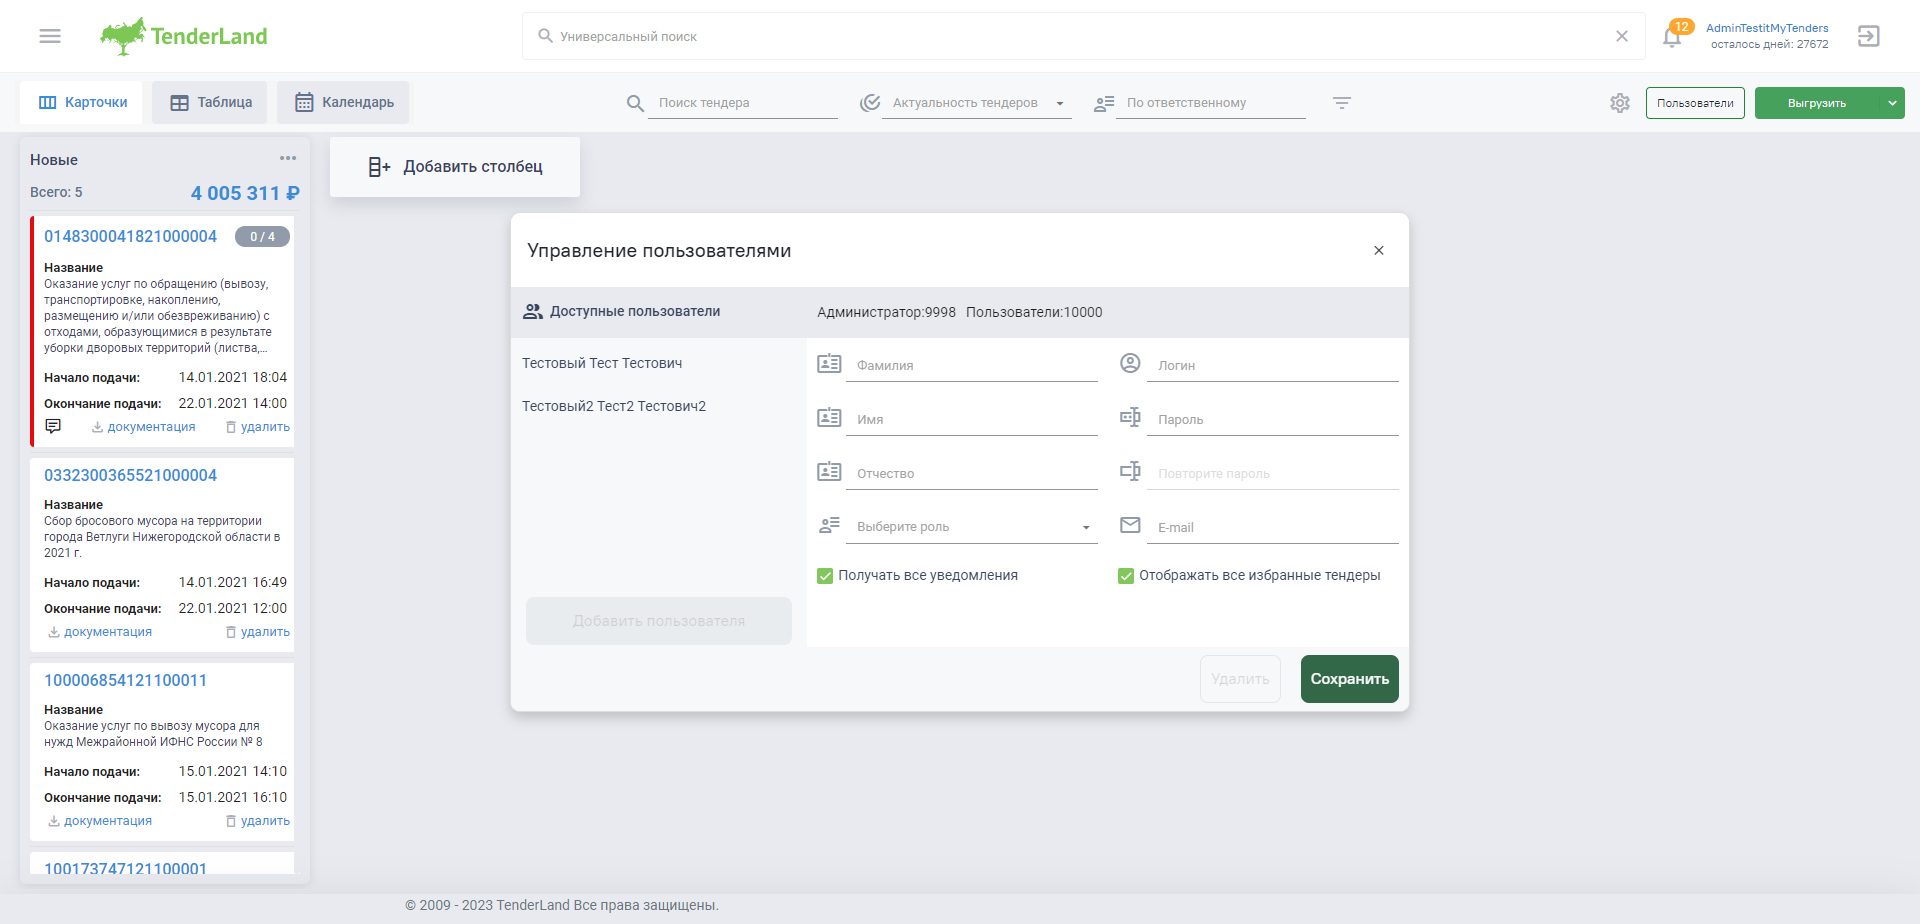 TenderLand
Универсальный поиск
12
AdminTestitMyTenders
осталось дней: 27672
Карточки
Таблица
Календарь
Поиск тендера
Актуальность тендеров
По ответственному
Пользователи
Выгрузить
Новые
Всего: 5
4 005 311 ₽
Добавить столбец
0148300041821000004
0 / 4
Название
Оказание услуг по обращению (вывозу,
транспортировке, накоплению,
размещению и/или обезвреживанию) с
отходами, образующимися в результате
уборки дворовых территорий (листва,...
Начало подачи: 14.01.2021 18:04
Окончание подачи: 22.01.2021 14:00
документация
удалить
0332300365521000004
Название
Сбор бросового мусора на территории
города Ветлуги Нижегородской области в
2021 г.
Начало подачи: 14.01.2021 16:49
Окончание подачи: 22.01.2021 12:00
документация
удалить
100006854121100011
Название
Оказание услуг по вывозу мусора для
нужд Межрайонной ИФНС России № 8
Начало подачи: 15.01.2021 14:10
Окончание подачи: 15.01.2021 16:10
документация
удалить
100173747121100001
Управление пользователями
Доступные пользователи
Администратор:9998 Пользователи:10000
Тестовый Тест Тестович
Тестовый2 Тест2 Тестович2
Добавить пользователя
Фамилия
Логин
Имя
Пароль
Отчество
Повторите пароль
Выберите роль
E-mail
Получать все уведомления
Отображать все избранные тендеры
Удалить
Сохранить
© 2009 - 2023 TenderLand Все права защищены.